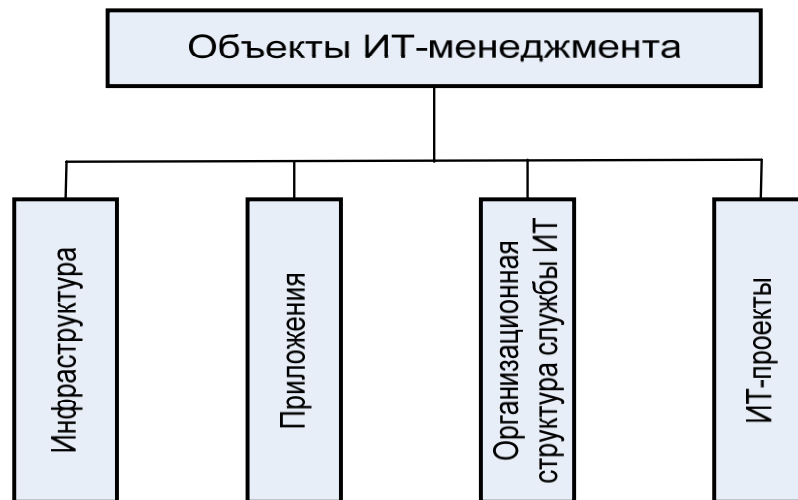 Объекты ИТ-менеджмента
Инфраструктура
Приложения
Организационная
структура службы ИТ
ИТ-проекты